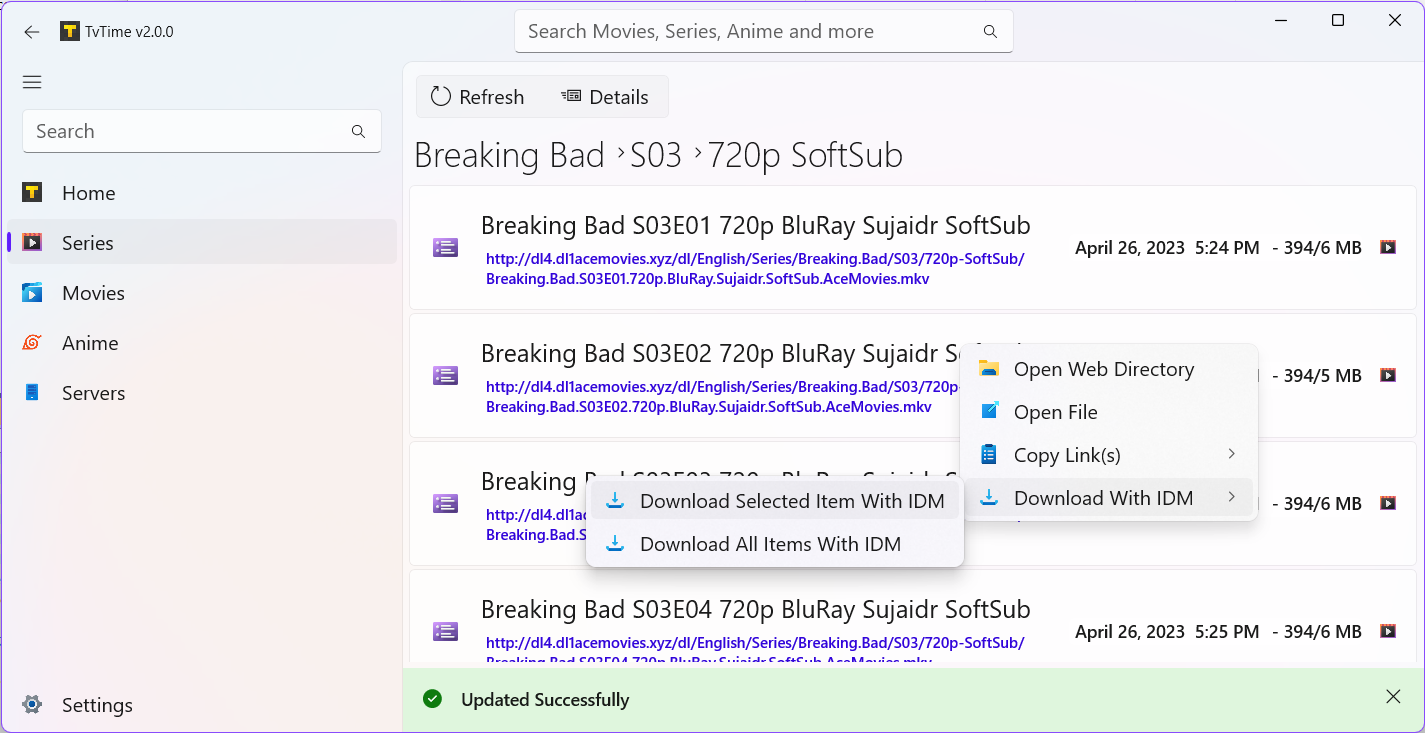 TvTime v2.0.0
Search Movies, Series, Anime and more
Search
Home
Series
Movies
Anime
Servers
Settings
Refresh
Details
Breaking Bad > S03 > 720p SoftSub
Breaking Bad S03E01 720p BluRay Sujaidr SoftSub
http://dl4.dl1acemovies.xyz/dl/English/Series/Breaking.Bad/S03/720p-SoftSub/
Breaking.Bad.S03E01.720p.BluRay.Sujaidr.SoftSub.AceMovies.mkv
April 26, 2023 5:24 PM - 394/6 MB
Breaking Bad S03E02 720p BluRay Sujaidr
http://dl4.dl1acemovies.xyz/dl/English/Series/Breaking.Bad/S03/720p-
Breaking.Bad.S03E02.720p.BluRay.Sujaidr.SoftSub.AceMovies.mkv
- 394/5 MB
Open Web Directory
Open File
Copy Link(s)
Download With IDM
Breaking
http://dl4.dl1ac
Breaking.Bad.S
- 394/6 MB
Download Selected Item With IDM
Download All Items With IDM
Breaking Bad S03E04 720p BluRay Sujaidr SoftSub
http://dl4.dl1acemovies.xyz/dl/English/Series/Breaking.Bad/S03/720p-SoftSub/
Breaking.Bad.S03E04.720p.BluRay.Sujaidr.SoftSub.AceMovies.mkv
April 26, 2023 5:25 PM - 394/6 MB
Updated Successfully